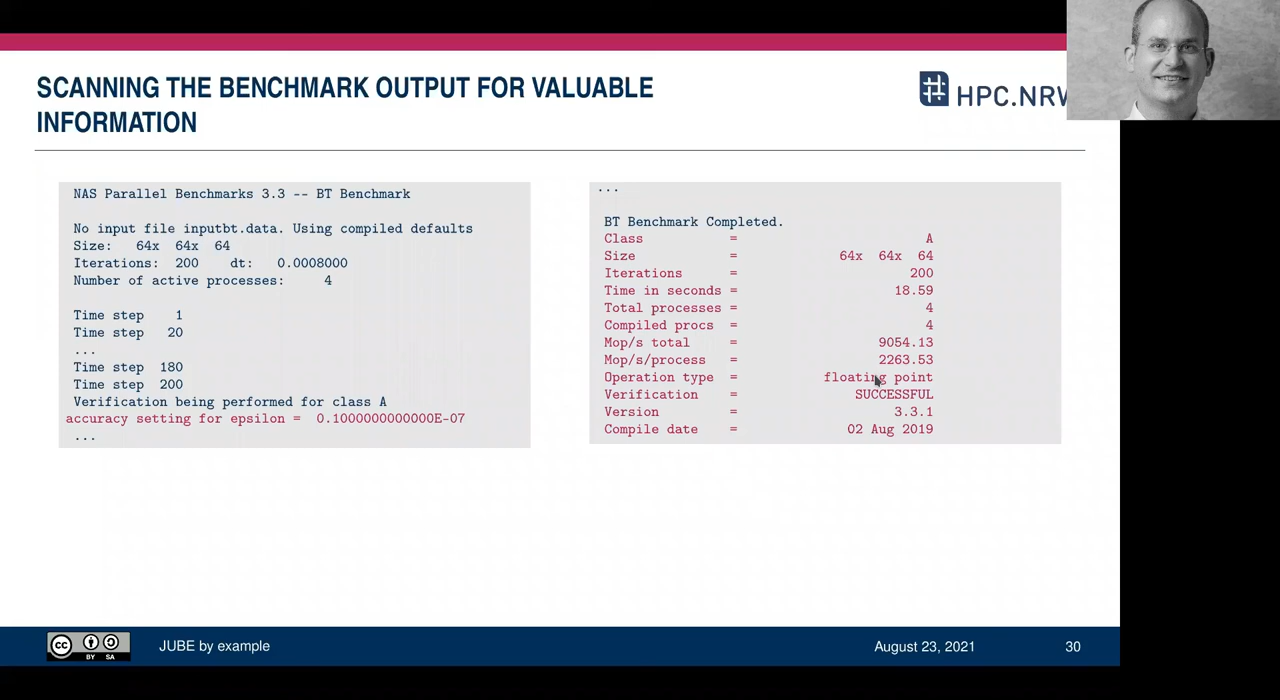 SCANNING THE BENCHMARK OUTPUT FOR VALUABLE
INFORMATION
HPC.NRW
NAS Parallel Benchmarks 3.3 -- BT Benchmark
No input file inputbt.data. Using compiled defaults
Size: 64x 64x 64
Iterations: 200 dt: 0.0008000
Number of active processes: 4
Time step 1
Time step 20
...
Time step 180
Time step 200
Verification being performed for class A
accuracy setting for epsilon = 0.1000000000000E-07
...
...
BT Benchmark Completed.
Class = A
Size = 64x 64x 64
Iterations = 200
Time in seconds = 18.59
Total processes = 4
Compiled procs = 4
Mop/s total = 9054.13
Mop/s/process = 2263.53
Operation type = floating point
Verification = SUCCESSFUL
Version = 3.3.1
Compile date = 02 Aug 2019
cc BY SA
JUBE by example
August 23, 2021
30